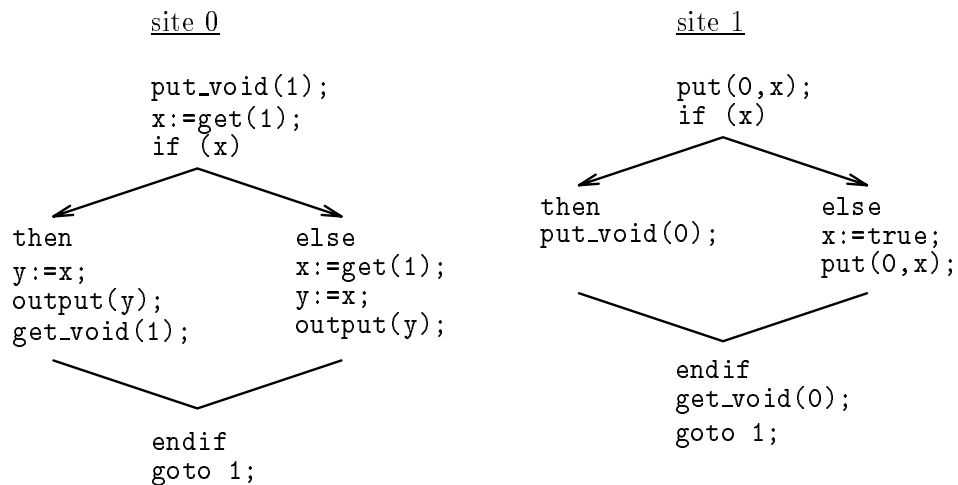 site 0
put_void(1);
x:=get(1);
if (x)
then
y:=x;
output(y);
get_void(1);
else
x:=get(1);
y:=x;
output(y);
endif
goto 1;
site 1
put(0,x);
if (x)
then
put_void(0);
else
x:=true;
put(0,x);
endif
get_void(0);
goto 1;